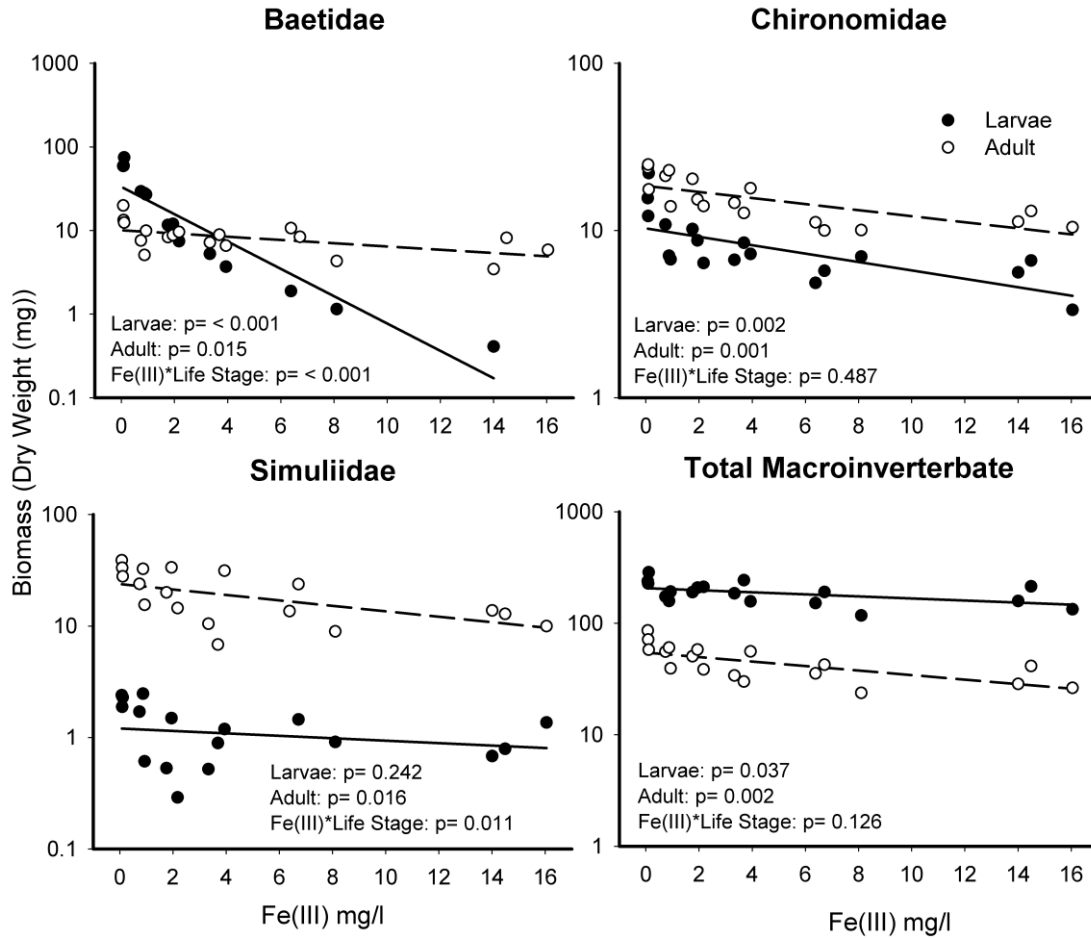 Baetidae
Chironomidae
1000
100
10
1
0.1
100
10
1
Larvae
Adult
Larvae: p= < 0.001
Adult: p= 0.015
Fe(III)*Life Stage: p= < 0.001
Larvae: p= 0.002
Adult: p= 0.001
Fe(III)*Life Stage: p= 0.487
0 2 4 6 8 10 12 14 16
0 2 4 6 8 10 12 14 16
Biomass (Dry Weight (mg))
Simuliidae
Total Macroinverterbate
100
10
1
0.1
1000
100
10
1
Larvae: p= 0.242
Adult: p= 0.016
Fe(III)*Life Stage: p= 0.011
Larvae: p= 0.037
Adult: p= 0.002
Fe(III)*Life Stage: p= 0.126
0 2 4 6 8 10 12 14 16
0 2 4 6 8 10 12 14 16
Fe(III) mg/l
Fe(III) mg/l